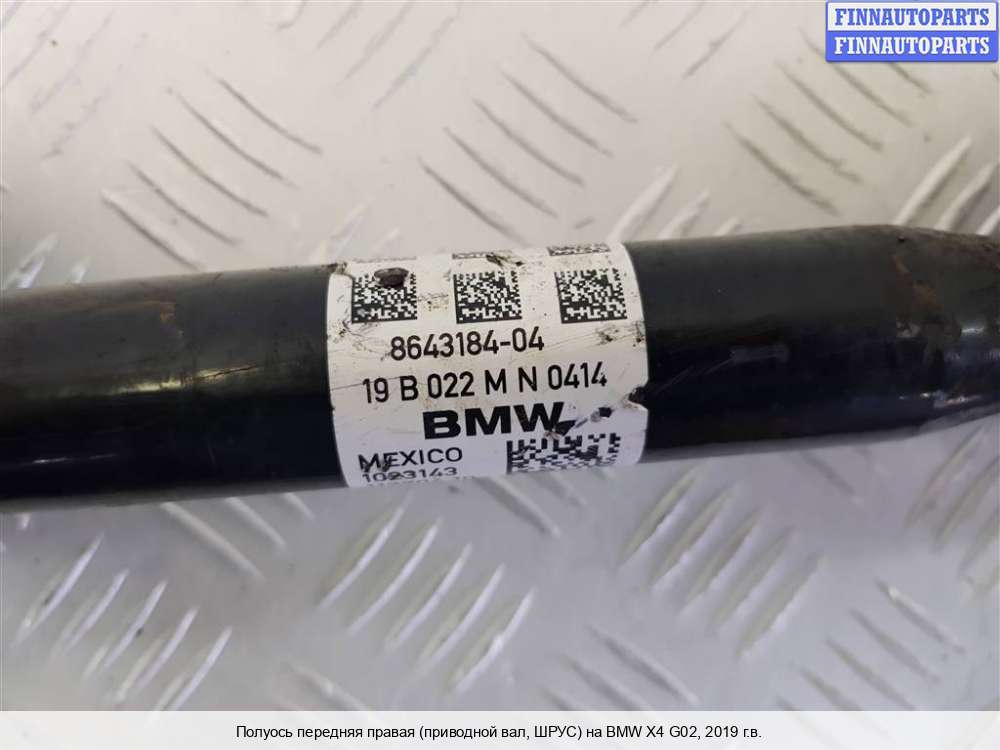 FINNAUTOPARTS
FINNAUTOPARTS
8643184-04
19 B 022 M N 0414
BMW
MEXICO
1023143
Полуось передняя правая (приводной вал, ШРУС) на BMW X4 G02, 2019 г.в.